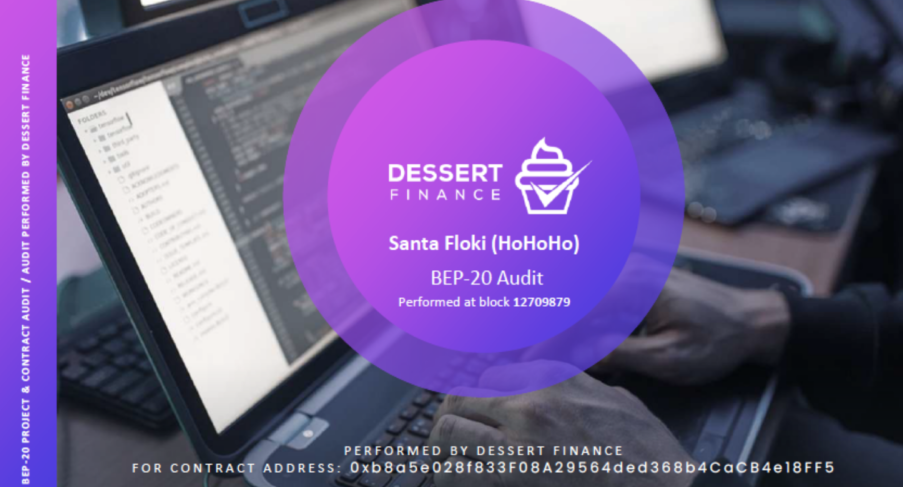 BEP-20 PROJECT & CONTRACT AUDIT / AUDIT PERFORMED BY DESSERT FINANCE
FOLDERS
DESSERT
FINANCE
Santa Floki (HoHoHo)
BEP-20 Audit
Performed at block 12709879
PERFORMED BY DESSERT FINANCE
FOR CONTRACT ADDRESS: 0xb8a5e028f833F08A29564ded368b4CaCB4e18FF5